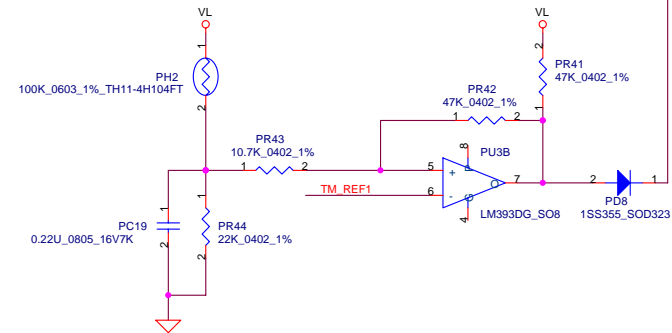 VL
VL
1
2
PH2
100K_0603_1%_TH11-4H104FT
2
1
PR41
47K_0402_1%
PR42
47K_0402_1%
1
2
PR43
10.7K_0402_1%
1
2
8
PU3B
5
+
P
O
7
TM_REF1
6
-
G
4
LM393DG_SO8
2
1
PD8
1SS355_SOD323
1
2
PC19
0.22U_0805_16V7K
1
2
PR44
22K_0402_1%